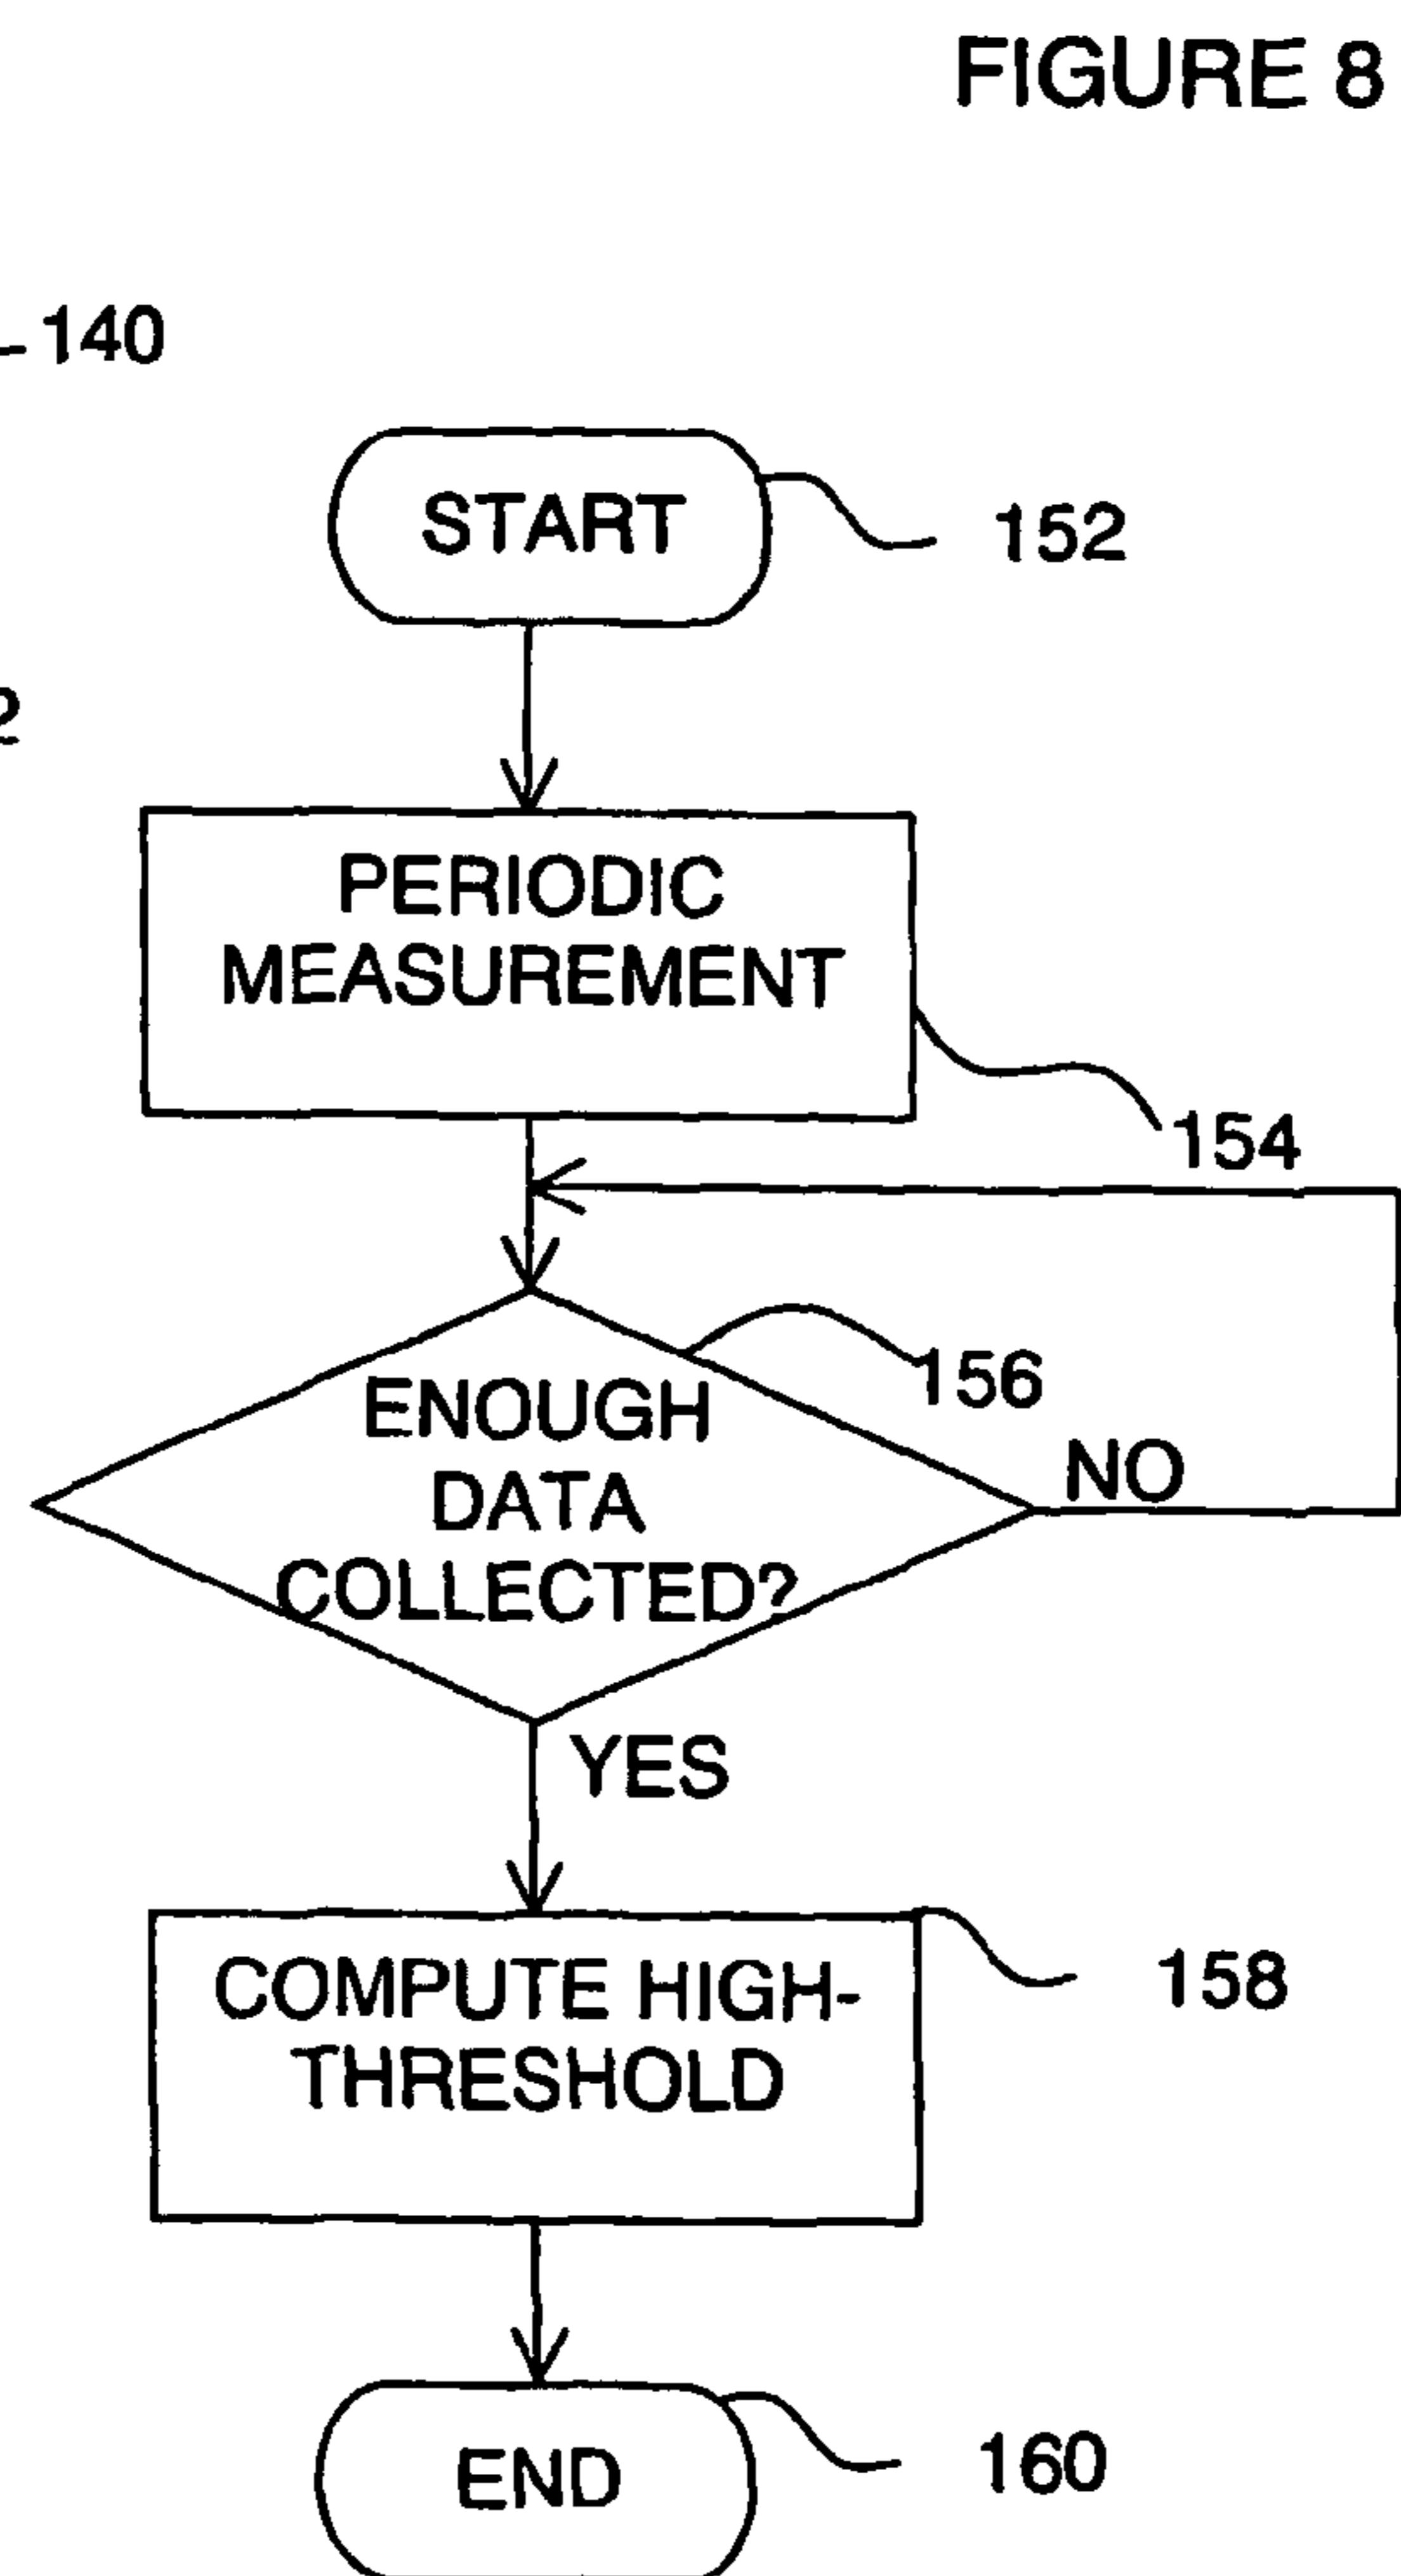 FIGURE 8
140
START
152
2
PERIODIC
MEASUREMENT
154
ENOUGH
DATA
COLLECTED?
156
NO
YES
COMPUTE HIGH-
THRESHOLD
158
END
160